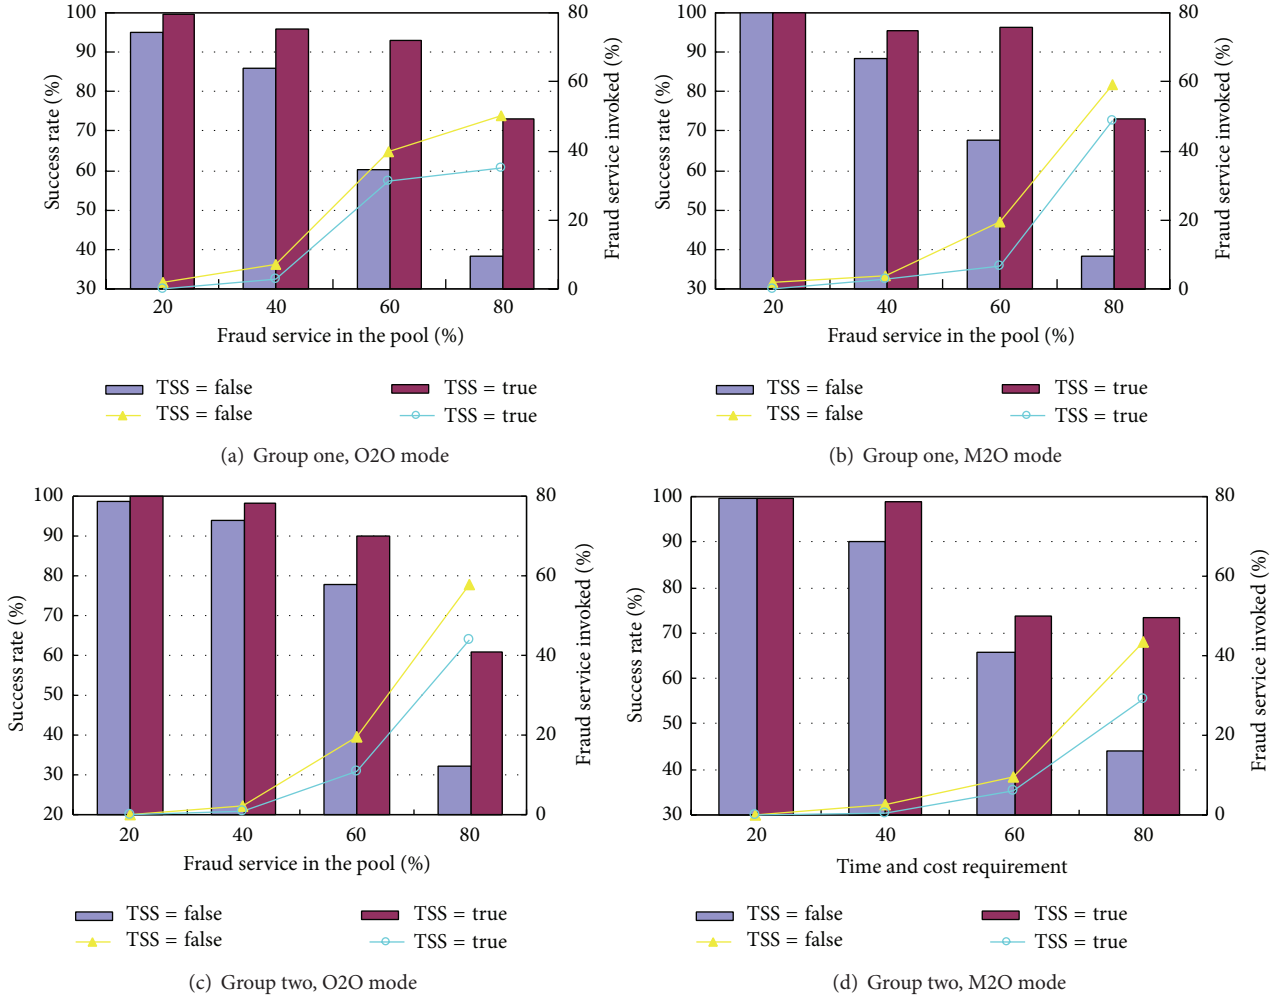 100
90
80
70
60
50
40
30
Success rate (%)
80
60
40
20
0
Fraud service invoked (%)
20 40 60 80
Fraud service in the pool (%)
TSS = false TSS = true
TSS = false TSS = true
(a) Group one, O2O mode
100
90
80
70
60
50
40
30
Success rate (%)
80
60
40
20
0
Fraud service invoked (%)
20 40 60 80
Fraud service in the pool (%)
TSS = false TSS = true
TSS = false TSS = true
(b) Group one, M2O mode
100
90
80
70
60
50
40
30
20
Success rate (%)
80
60
40
20
0
Fraud service invoked (%)
20 40 60 80
Fraud service in the pool (%)
TSS = false TSS = true
TSS = false TSS = true
(c) Group two, O2O mode
100
90
80
70
60
50
40
30
Success rate (%)
80
60
40
20
0
Fraud service invoked (%)
20 40 60 80
Time and cost requirement
TSS = false TSS = true
TSS = false TSS = true
(d) Group two, M2O mode